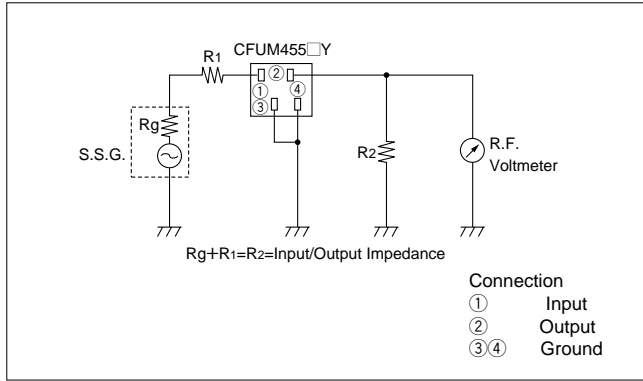 CFUM455□Y
R1
②
① ④
③
Rg
S.S.G.
R2
R.F.
Voltmeter
Rg+R1=R2=Input/Output Impedance
Connection
① Input
② Output
③④ Ground